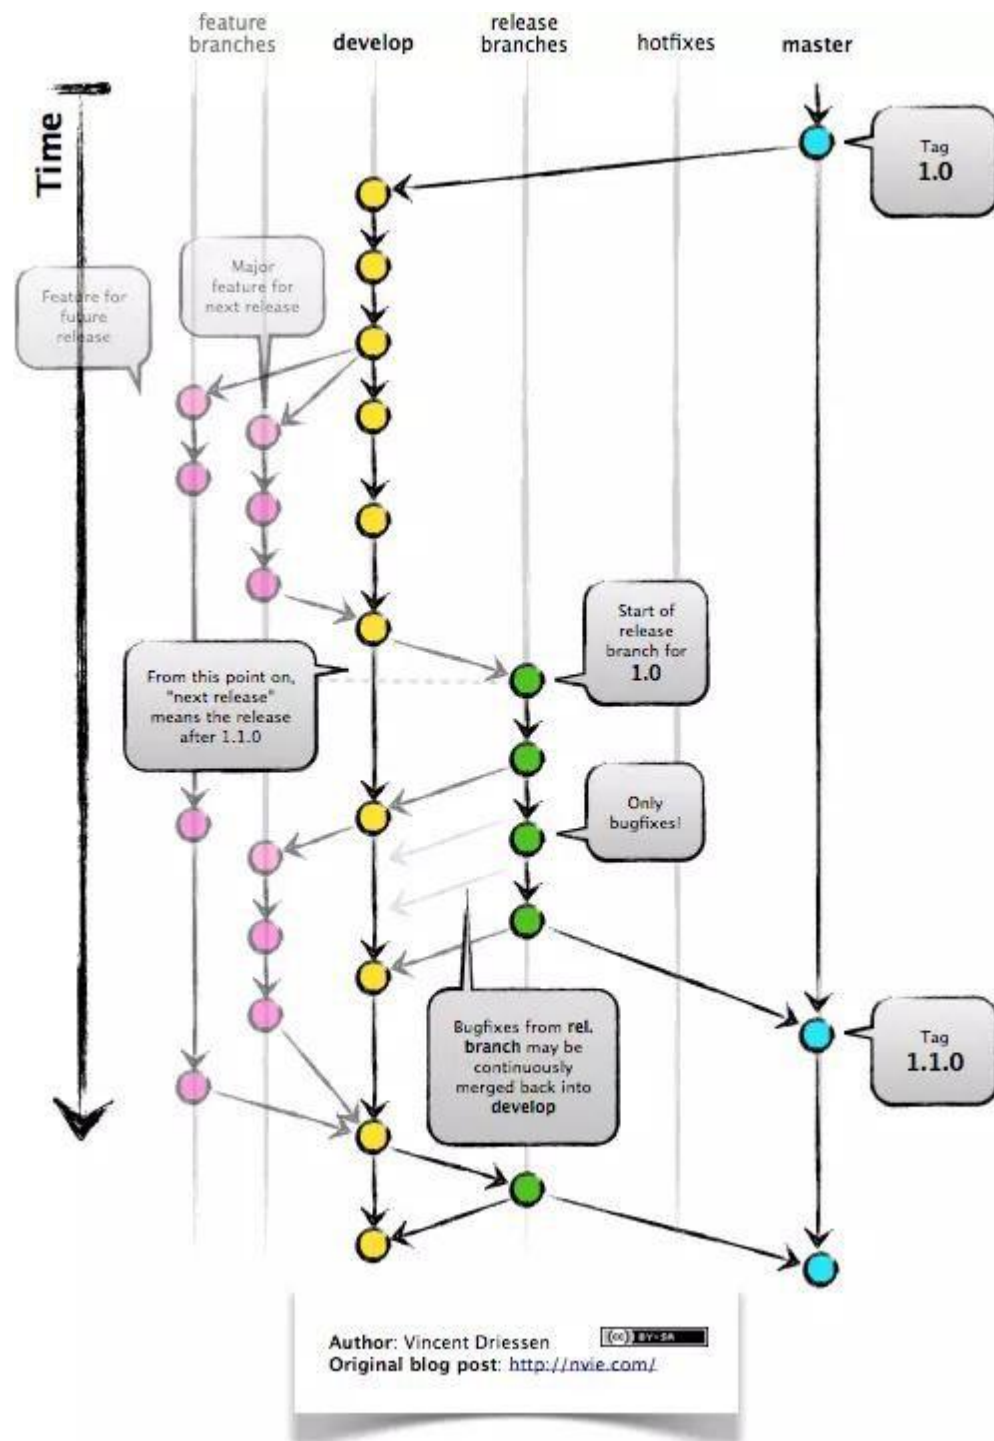 feature
branches
develop
release
branches
hotfixes
master
Time
Tag
1.0
Major
feature for
next release
Feature for
future
release
Start of
release
branch for
1.0
From this point on,
"next release"
means the release
after 1.1.0
Only
bugfixes!
Bugfixes from rel.
branch may be
continuously
merged back into
develop
Tag
1.1.0
Author: Vincent Driessen
(cc) BY-SA
Original blog post: http://nvie.com/